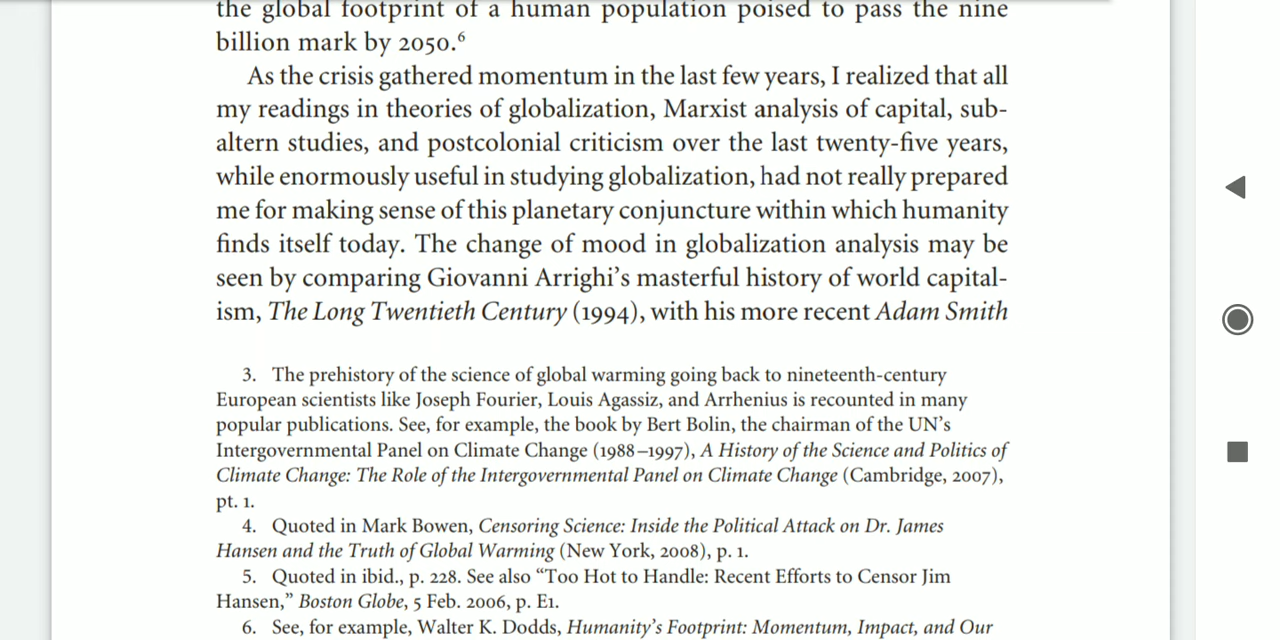 the global footprint of a human population poised to pass the nine
billion mark by 2050.⁶
As the crisis gathered momentum in the last few years, I realized that all
my readings in theories of globalization, Marxist analysis of capital, sub-
altern studies, and postcolonial criticism over the last twenty-five years,
while enormously useful in studying globalization, had not really prepared
me for making sense of this planetary conjuncture within which humanity
finds itself today. The change of mood in globalization analysis may be
seen by comparing Giovanni Arrighi’s masterful history of world capital-
ism, The Long Twentieth Century (1994), with his more recent Adam Smith
3. The prehistory of the science of global warming going back to nineteenth-century
European scientists like Joseph Fourier, Louis Agassiz, and Arrhenius is recounted in many
popular publications. See, for example, the book by Bert Bolin, the chairman of the UN’s
Intergovernmental Panel on Climate Change (1988–1997), A History of the Science and Politics of
Climate Change: The Role of the Intergovernmental Panel on Climate Change (Cambridge, 2007),
pt. 1.
4. Quoted in Mark Bowen, Censoring Science: Inside the Political Attack on Dr. James
Hansen and the Truth of Global Warming (New York, 2008), p. 1.
5. Quoted in ibid., p. 228. See also “Too Hot to Handle: Recent Efforts to Censor Jim
Hansen,” Boston Globe, 5 Feb. 2006, p. E1.
6. See, for example, Walter K. Dodds, Humanity’s Footprint: Momentum, Impact, and Our